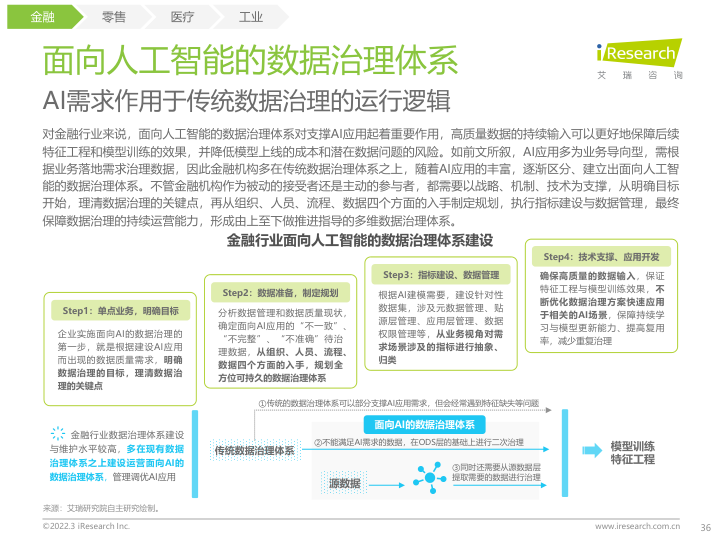 金融
零售
医疗
工业
面向人工智能的数据治理体系
iResearch
艾瑞咨询
AI需求作用于传统数据治理的运行逻辑
对金融行业来说，面向人工智能的数据治理体系对支撑AI应用起着重要作用，高质量数据的持续输入可以更好地保障后续
特征工程和模型训练的效果，并降低模型上线的成本和潜在数据问题的风险。如前文所叙，AI应用多为业务导向型，需根
据业务落地需求治理数据，因此金融机构多在传统数据治理体系之上，随着AI应用的丰富，逐渐区分、建立出面向人工智
能的数据治理体系。不管金融机构作为被动的接受者还是主动的参与者，都需要以战略、机制、技术为支撑，从明确目标
开始，理清数据治理的关键点，再从组织、人员、流程、数据四个方面的入手制定规划，执行指标建设与数据管理，最终
保障数据治理的持续运营能力，形成由上至下做推进指导的多维数据治理体系。
金融行业面向人工智能的数据治理体系建设
Step1：单点业务，明确目标
企业实施面向AI的数据治理的
第一步，就是根据建设AI应用
而出现的数据质量需求，明确
数据治理的目标，理清数据治
理的关键点
Step2：数据准备，制定规划
分析数据管理和数据质量现状，
确定面向AI应用的“不一致”、
“不完整”、“不准确”待治
理数据，从组织、人员、流程、
数据四个方面的入手，规划全
方位可持久的数据治理体系
Step3：指标建设、数据管理
根据AI建模需要，建设针对性
数据集，涉及元数据管理、贴
源层管理、应用层管理、数据
权限管理等，从业务视角对需
求场景涉及的指标进行抽象、
归类
Step4：技术支撑、应用开发
确保高质量的数据输入，保证
特征工程与模型训练效果，不
断优化数据治理方案快速应用
于相关的AI场景，保障持续学
习与模型更新能力、提高复用
率，减少重复治理
金融行业数据治理体系建设
与维护水平较高，多在现有数据
治理体系之上建设运营面向AI的
数据治理体系，管理调优AI应用
①传统的数据治理体系可以部分支撑AI应用需求，但会经常遇到特征缺失等问题
面向AI的数据治理体系
传统数据治理体系
②不能满足AI需求的数据，在ODS层的基础上进行二次治理
源数据
③同时还需要从源数据层
提取需要的数据进行治理
模型训练
特征工程
来源：艾瑞研究院自主研究绘制。
©2022.3 iResearch Inc.
www.iresearch.com.cn
36